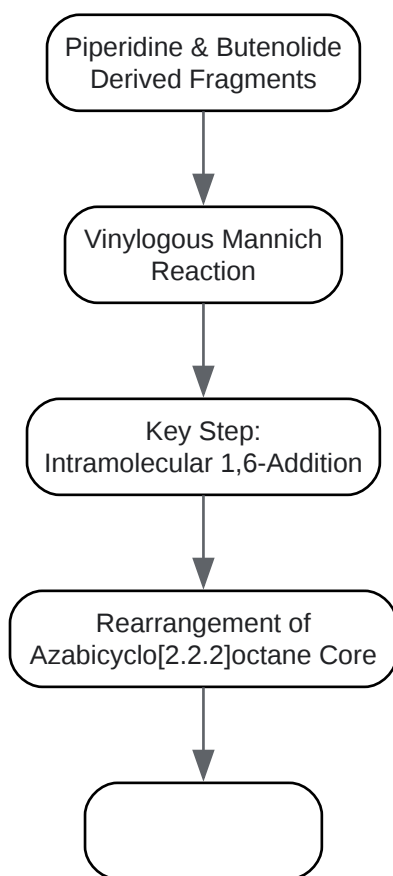 Piperidine & Butenolide
Derived Fragments
Vinylogous Mannich
Reaction
Key Step:
Intramolecular 1,6-Addition
Rearrangement of
Azabicyclo[2.2.2]octane Core